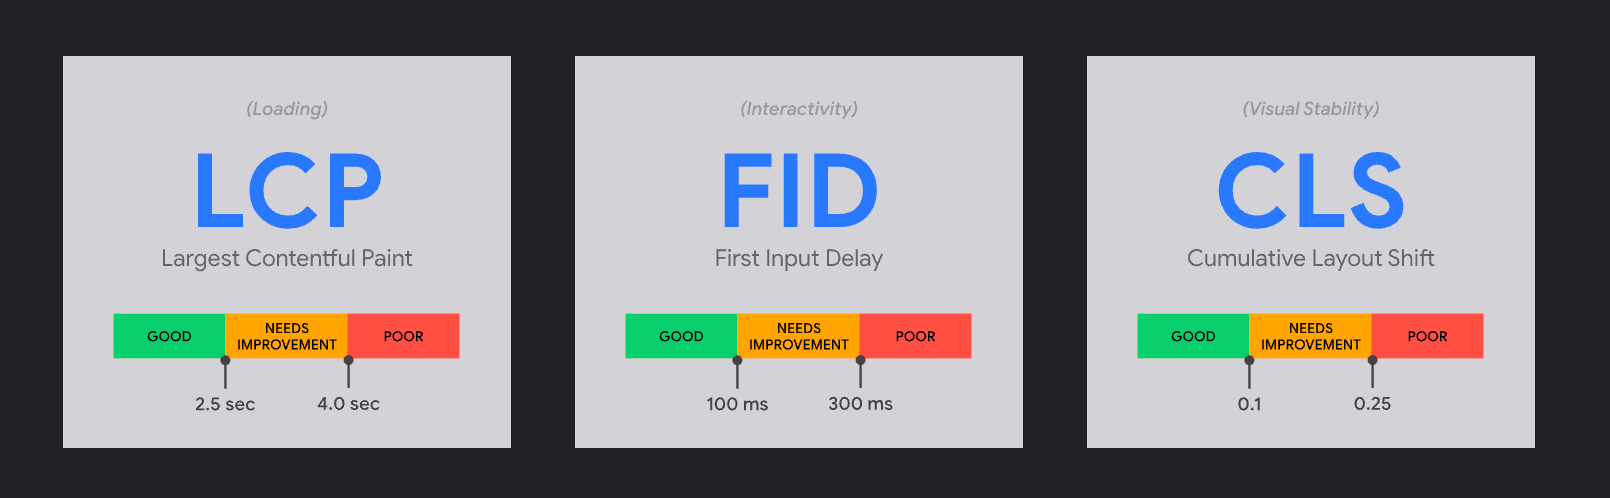 (Loading)
LCP
Largest Contentful Paint
GOOD
NEEDS
IMPROVEMENT
POOR
2.5 sec
4.0 sec
(Interactivity)
FID
First Input Delay
GOOD
NEEDS
IMPROVEMENT
POOR
100 ms
300 ms
(Visual Stability)
CLS
Cumulative Layout Shift
GOOD
NEEDS
IMPROVEMENT
POOR
0.1
0.25